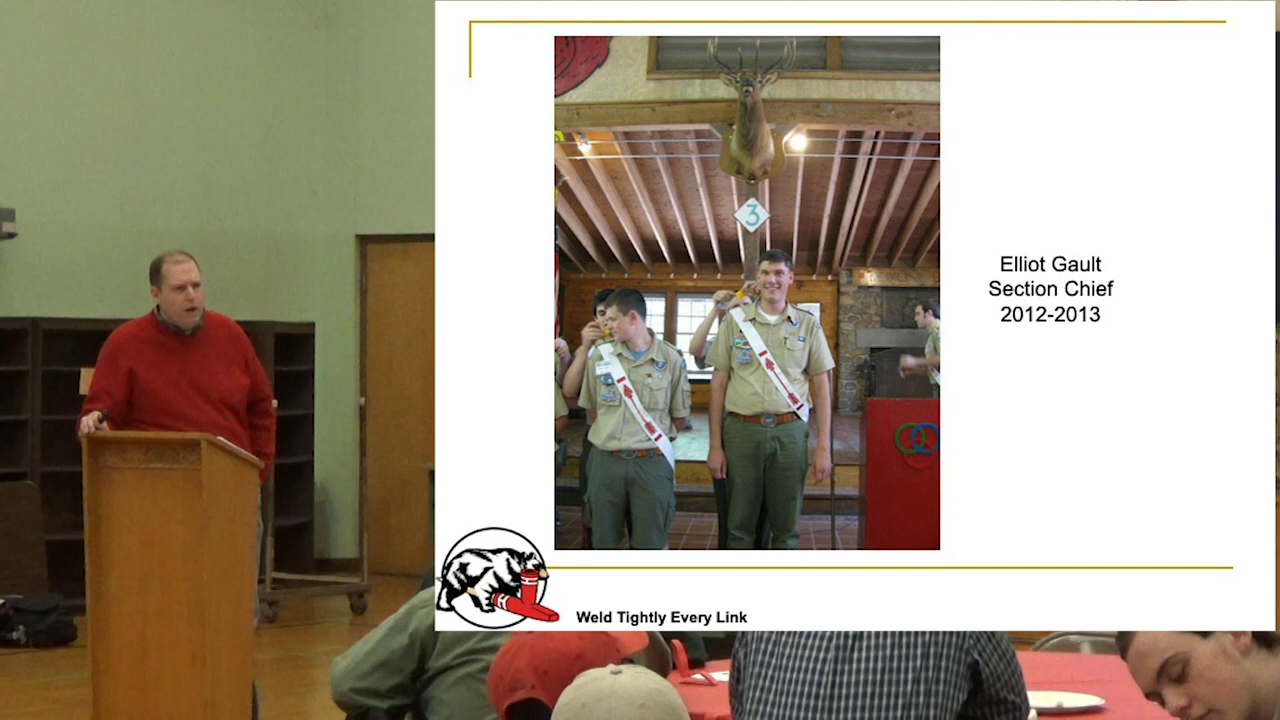 3
Elliot Gault
Section Chief
2012-2013
Weld Tightly Every Link